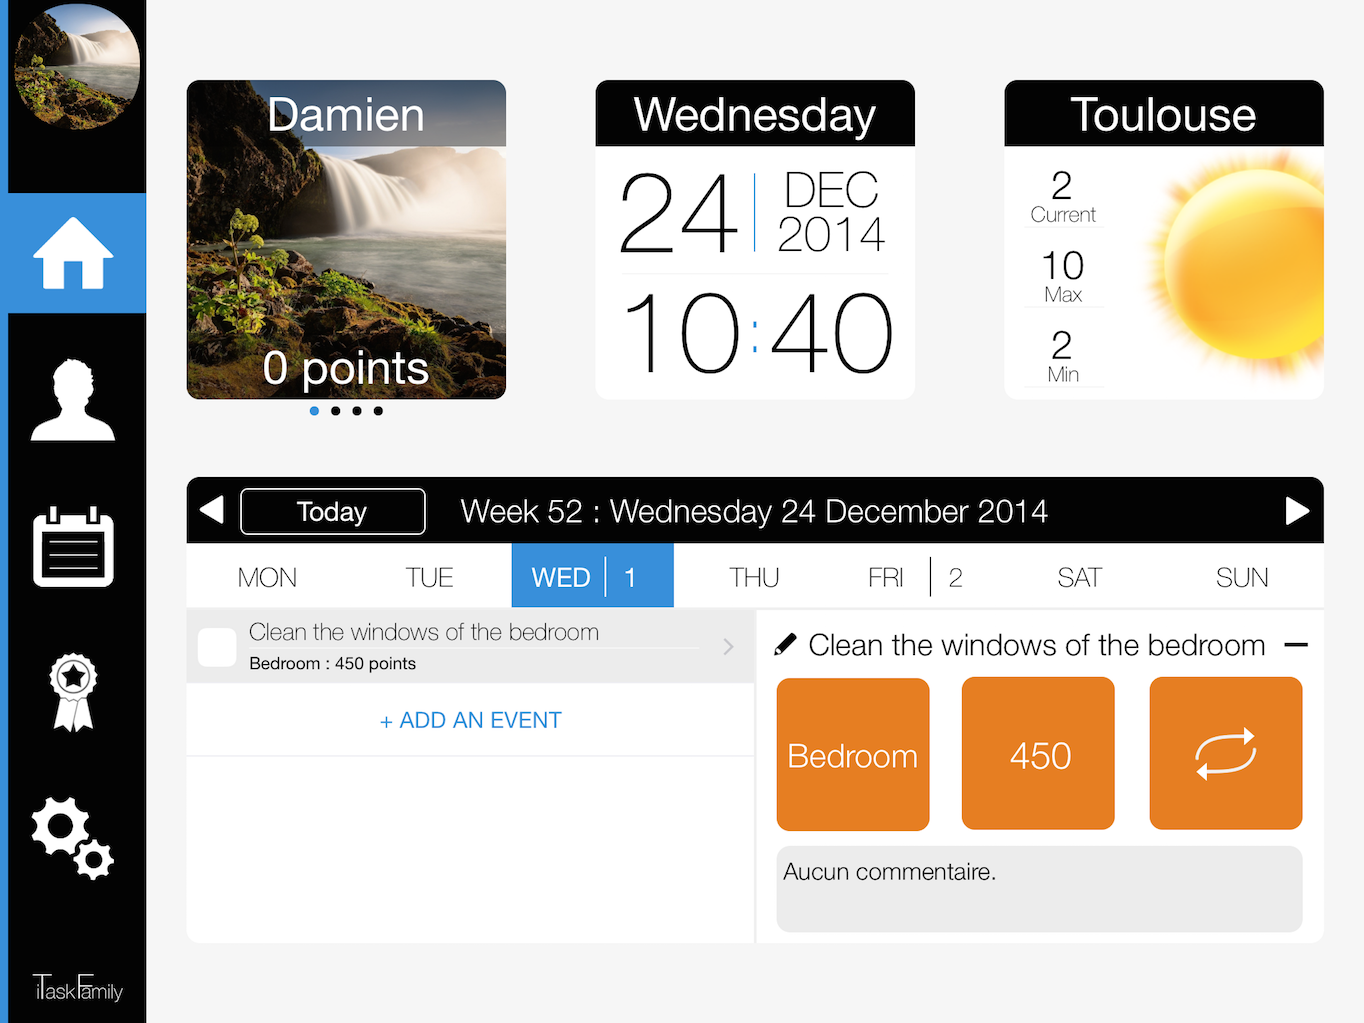 Damien
0 points
Wednesday
24
DEC
2014
10:40
Toulouse
2
Current
10
Max
2
Min
Today
Week 52 : Wednesday 24 December 2014
MON
TUE
WED | 1
THU
FRI | 2
SAT
SUN
Clean the windows of the bedroom
Bedroom : 450 points
+ ADD AN EVENT
Clean the windows of the bedroom
Bedroom
450
Aucun commentaire.
iTaskFamily